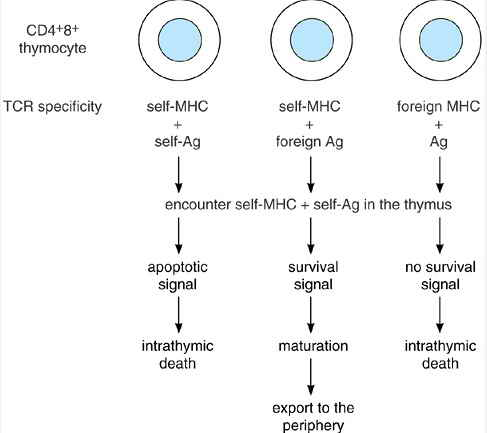 CD4+8+
thymocyte
TCR specificity
self-MHC
+
self-Ag
self-MHC
+
foreign Ag
foreign MHC
+
Ag
encounter self-MHC + self-Ag in the thymus
apoptotic
signal
survival
signal
no survival
signal
intrathymic
death
maturation
intrathymic
death
export to the
periphery